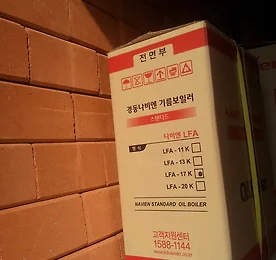 전면부
경동나비엔 기름보일러
스탠다드
나비엔 LFA
형식
LFA - 11 K
LFA - 13 K
LFA - 17 K
LFA - 20 K
NAVIEN STANDARD OIL BOILER
고객지원센터
1588-1144